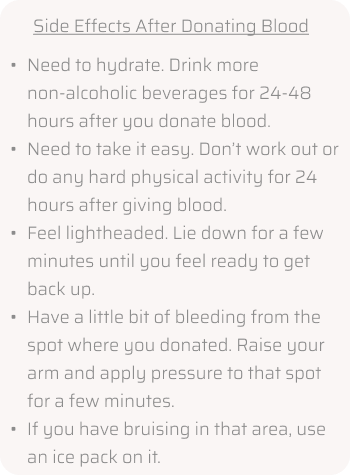 Side Effects After Donating Blood
• Need to hydrate. Drink more
non-alcoholic beverages for 24-48
hours after you donate blood.
• Need to take it easy. Don't work out or
do any hard physical activity for 24
hours after giving blood.
• Feel lightheaded. Lie down for a few
minutes until you feel ready to get
back up.
• Have a little bit of bleeding from the
spot where you donated. Raise your
arm and apply pressure to that spot
for a few minutes.
• If you have bruising in that area, use
an ice pack on it.